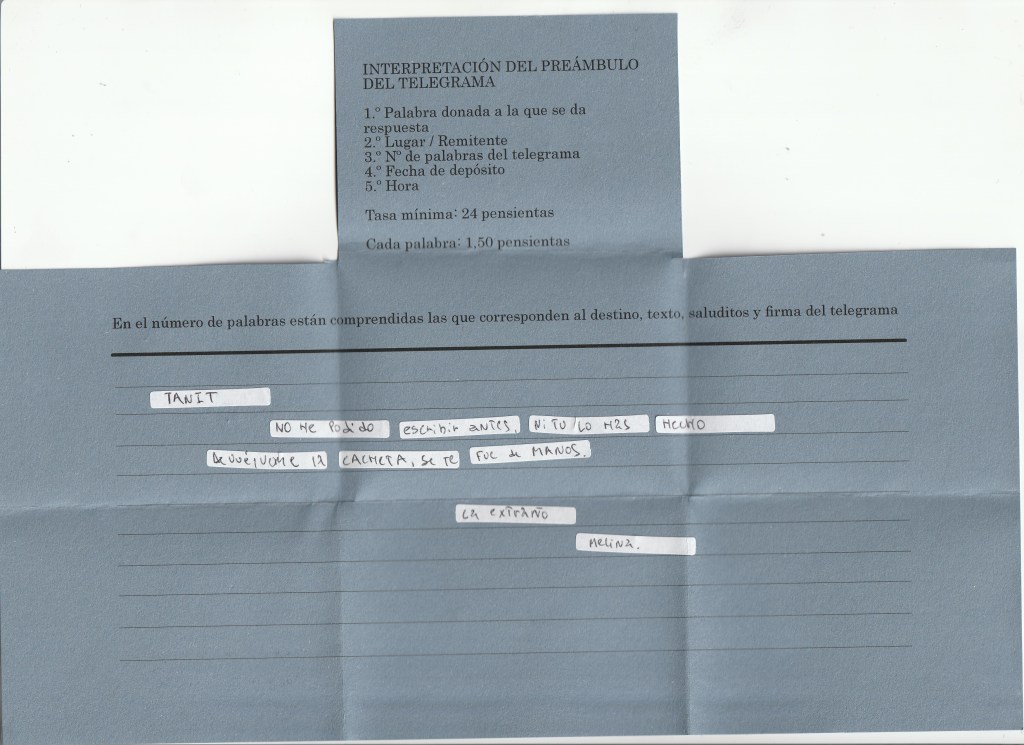 INTERPRETACIÓN DEL PREÁMBULO
DEL TELEGRAMA
1.º Palabra donada a la que se da
respuesta
2.º Lugar / Remitente
3.º Nº de palabras del telegrama
4.º Fecha de depósito
5.º Hora
Tasa mínima: 24 pensientas
Cada palabra: 1,50 pensientas
En el número de palabras están comprendidas las que corresponden al destino, texto, saluditos y firma del telegrama
TANIT
NO HE Podido escribir antes, Ni TU LO HAS HECHO
Devuélveme la CACHETA, se te FUE de MANOS.
La extraño
Melina.